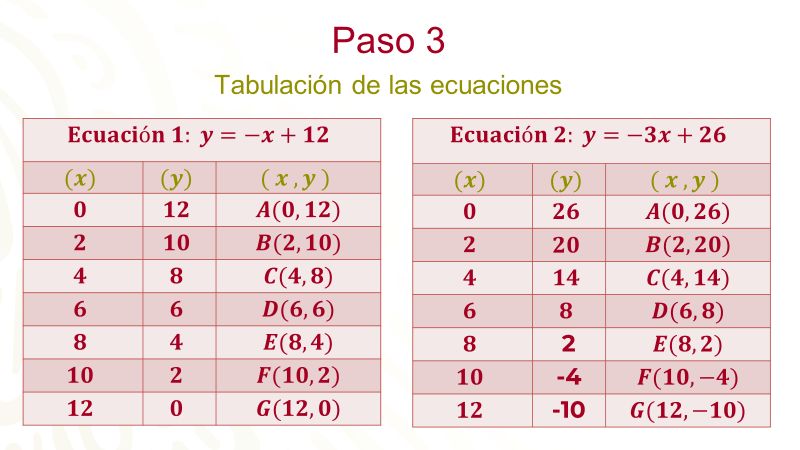 Paso 3
Tabulación de las ecuaciones
Ecuación 1: y = −x + 12
(x) (y) ( x , y )
0 12 A(0, 12)
2 10 B(2, 10)
4 8 C(4, 8)
6 6 D(6, 6)
8 4 E(8, 4)
10 2 F(10, 2)
12 0 G(12, 0)
Ecuación 2: y = −3x + 26
(x) (y) ( x , y )
0 26 A(0, 26)
2 20 B(2, 20)
4 14 C(4, 14)
6 8 D(6, 8)
8 2 E(8, 2)
10 -4 F(10, −4)
12 -10 G(12, −10)